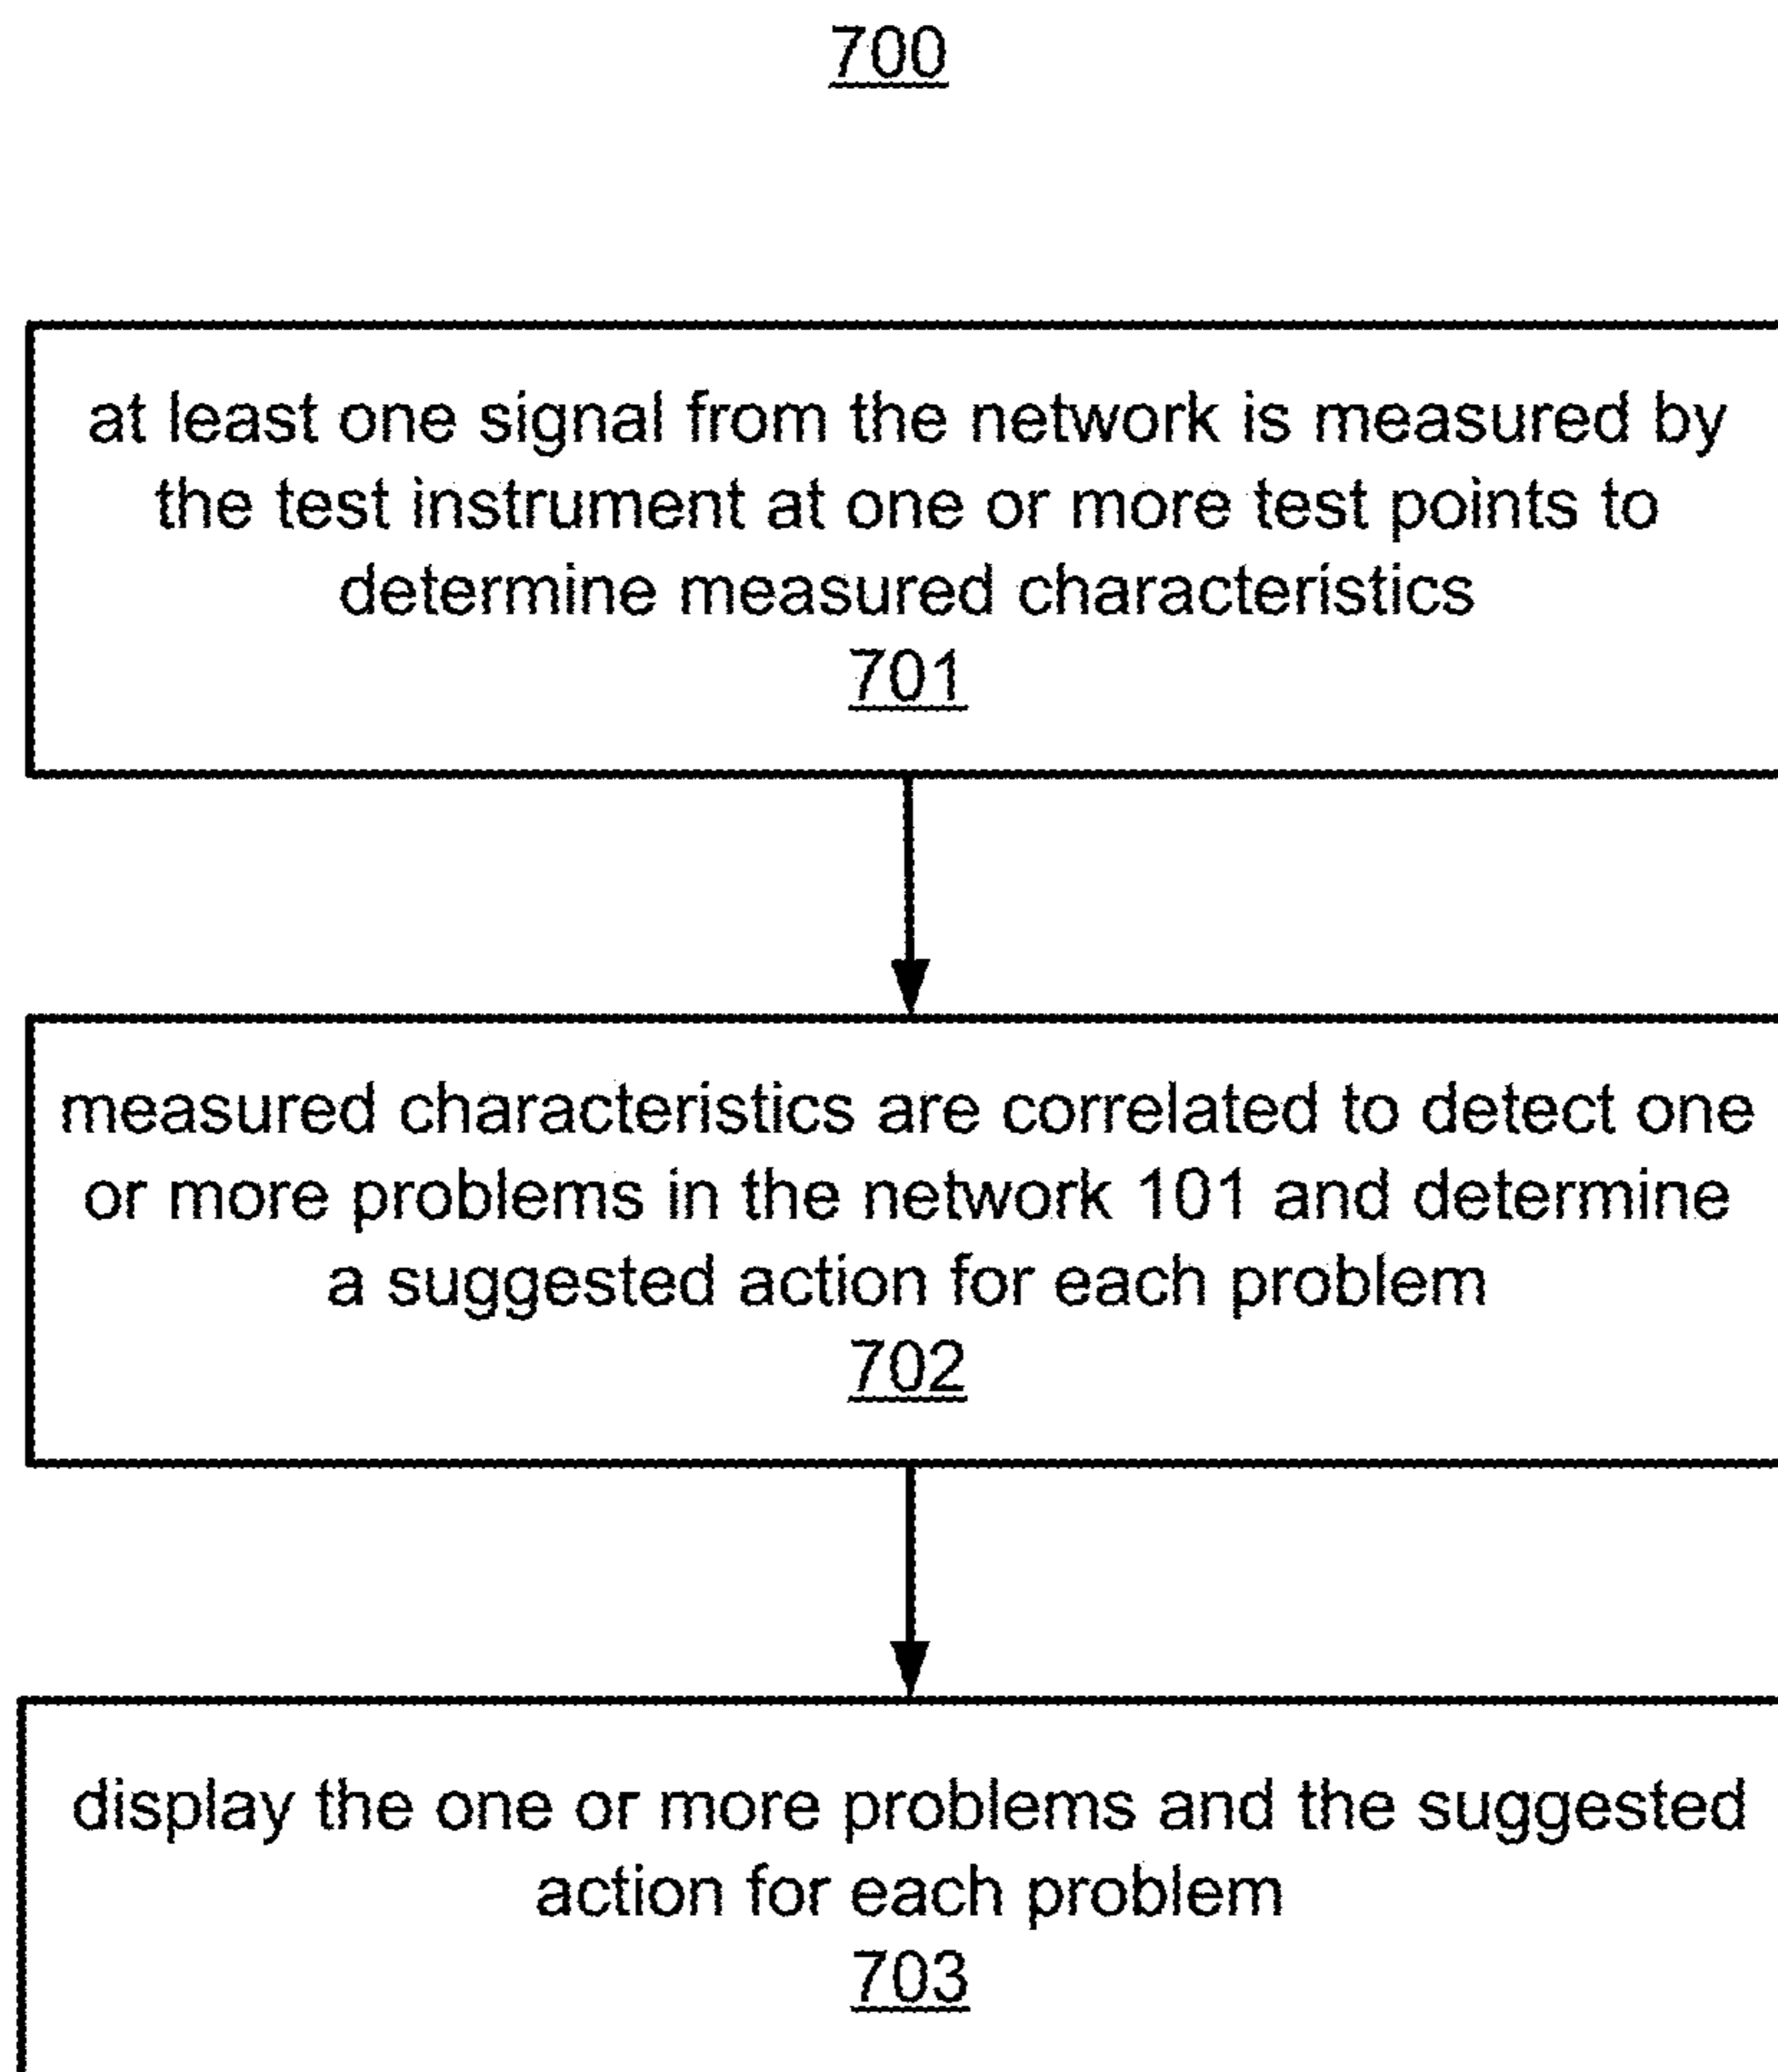 700
at least one signal from the network is measured by
the test instrument at one or more test points to
determine measured characteristics
701
measured characteristics are correlated to detect one
or more problems in the network 101 and determine
a suggested action for each problem
702
display the one or more problems and the suggested
action for each problem
703